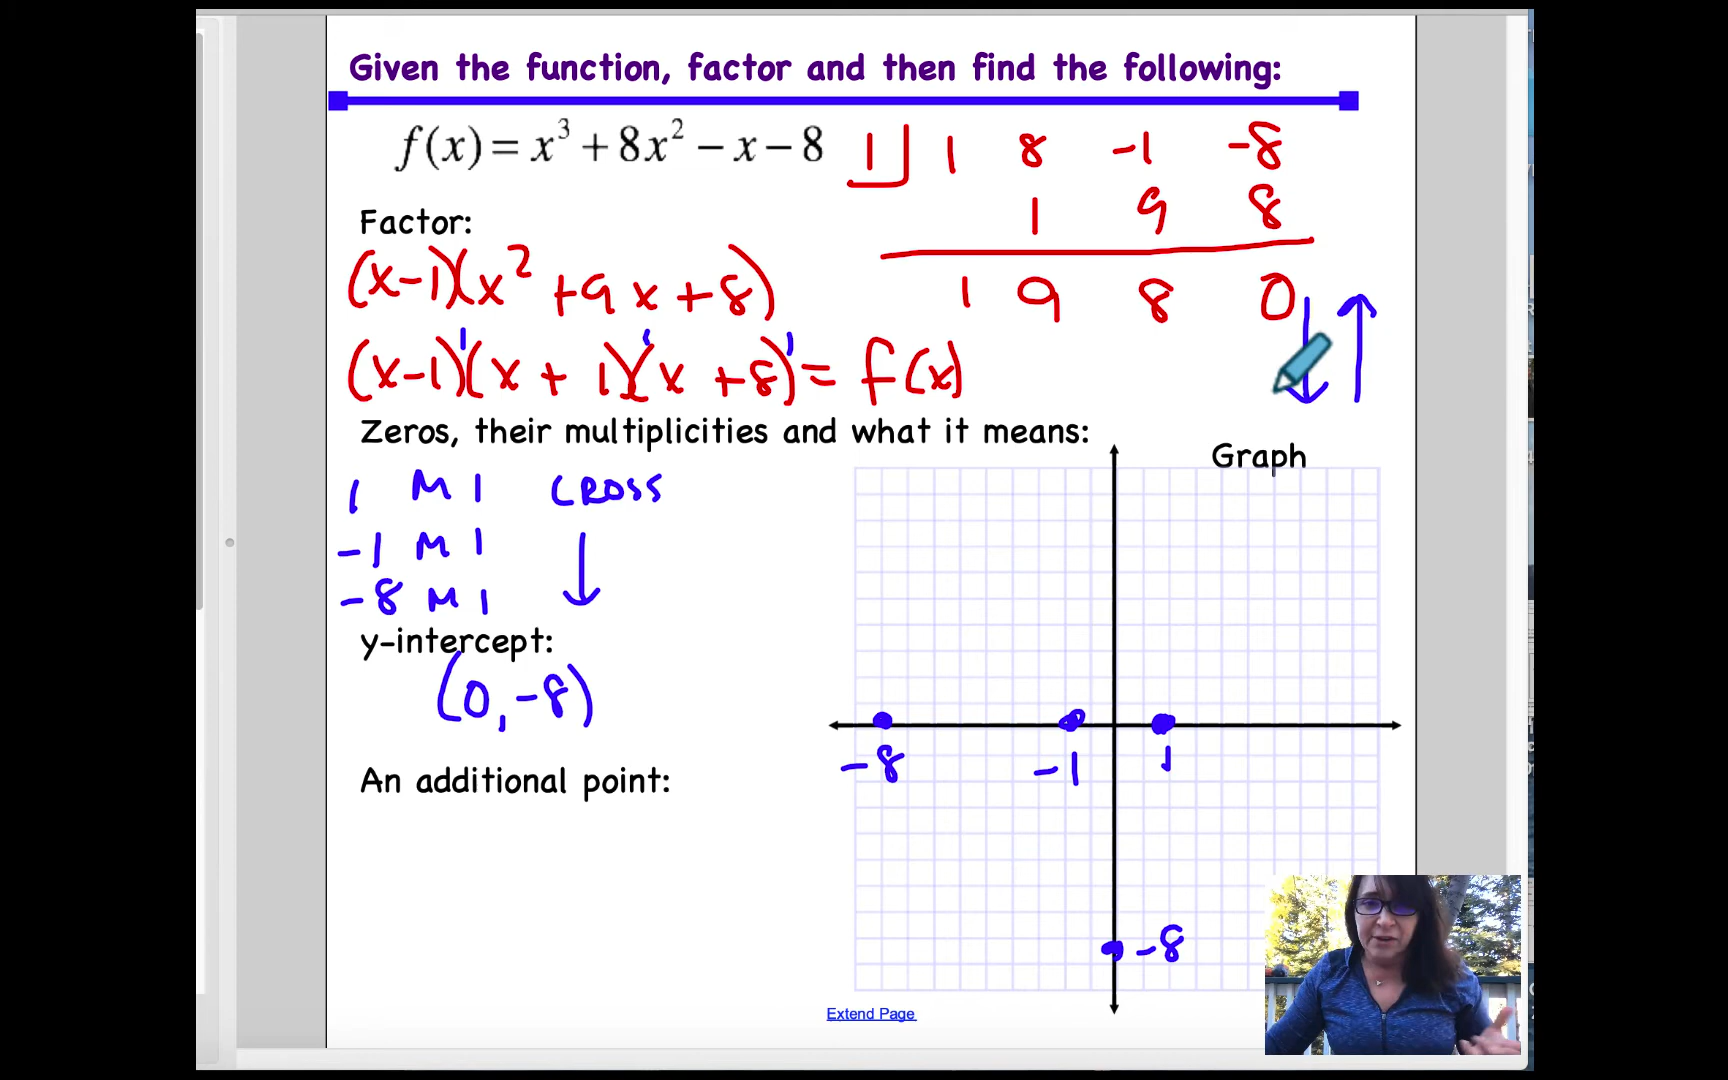 Given the function, factor and then find the following:
f(x) = x³ + 8x² − x − 8
1 1 8 -1 -8
1 9 8
1 9 8 0
Factor:
(x-1)(x² + 9x + 8)
(x-1)¹(x + 1)¹(x + 8)¹ = f(x)
Zeros, their multiplicities and what it means:
1 M 1 CROSS
-1 M 1
-8 M 1
y-intercept:
(0, -8)
An additional point:
Graph
-8 -1 1
-8
Extend Page